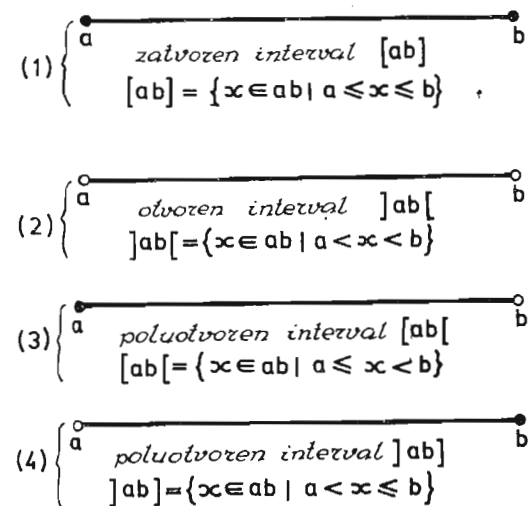 a b
(1) zatvoren interval [ab]
[ab] = {x∈ab| a ⩽ x ⩽ b}
a b
(2) otvoren interval ]ab[
]ab[={x∈ab | a < x < b}
a b
(3) poluotvoren interval [ab[
[ab[={x∈ab | a ⩽ x < b}
a b
(4) poluotvoren interval ]ab]
]ab]={x∈ab | a < x ⩽ b}